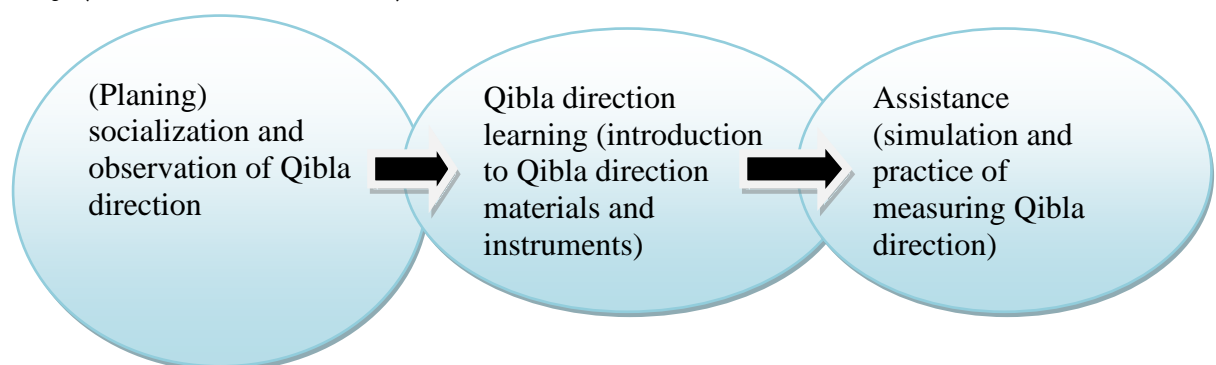 (Planing)
socialization and
observation of Qibla
direction
Qibla direction
learning (introduction
to Qibla direction
materials and
instruments)
Assistance
(simulation and
practice of
measuring Qibla
direction)